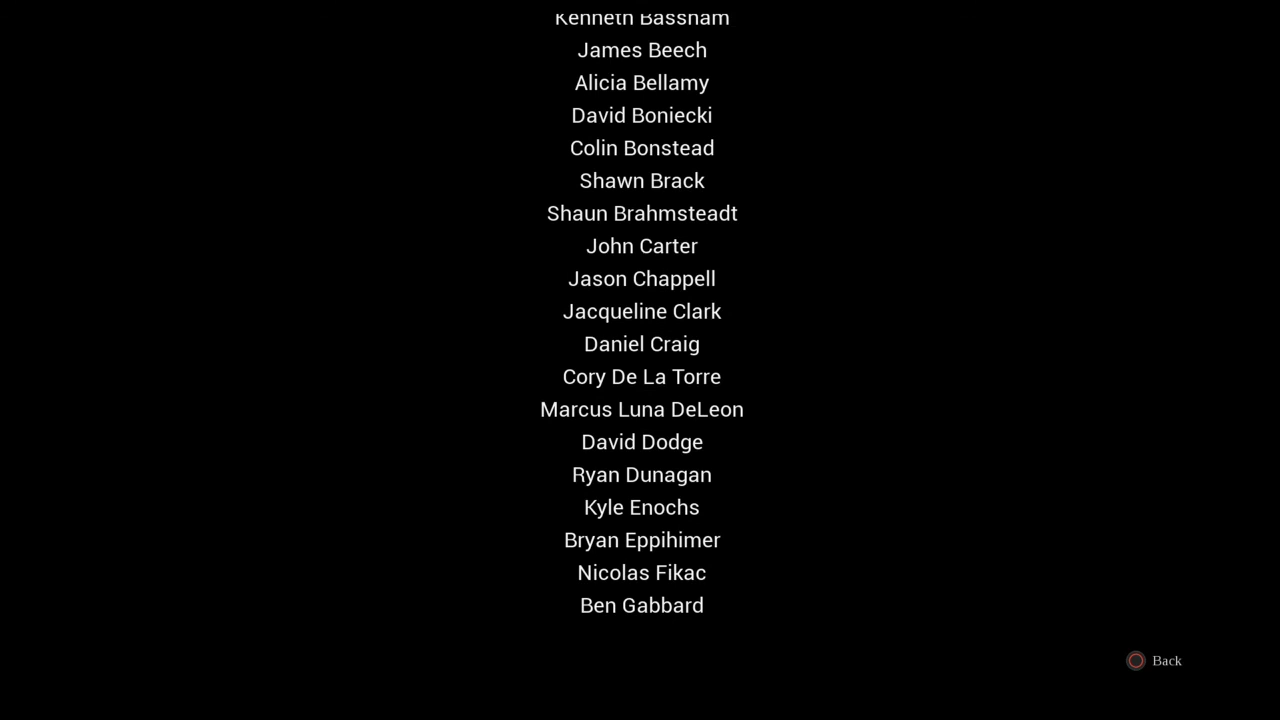 Kenneth Bassham
James Beech
Alicia Bellamy
David Boniecki
Colin Bonstead
Shawn Brack
Shaun Brahmsteadt
John Carter
Jason Chappell
Jacqueline Clark
Daniel Craig
Cory De La Torre
Marcus Luna DeLeon
David Dodge
Ryan Dunagan
Kyle Enochs
Bryan Eppihimer
Nicolas Fikac
Ben Gabbard
Back